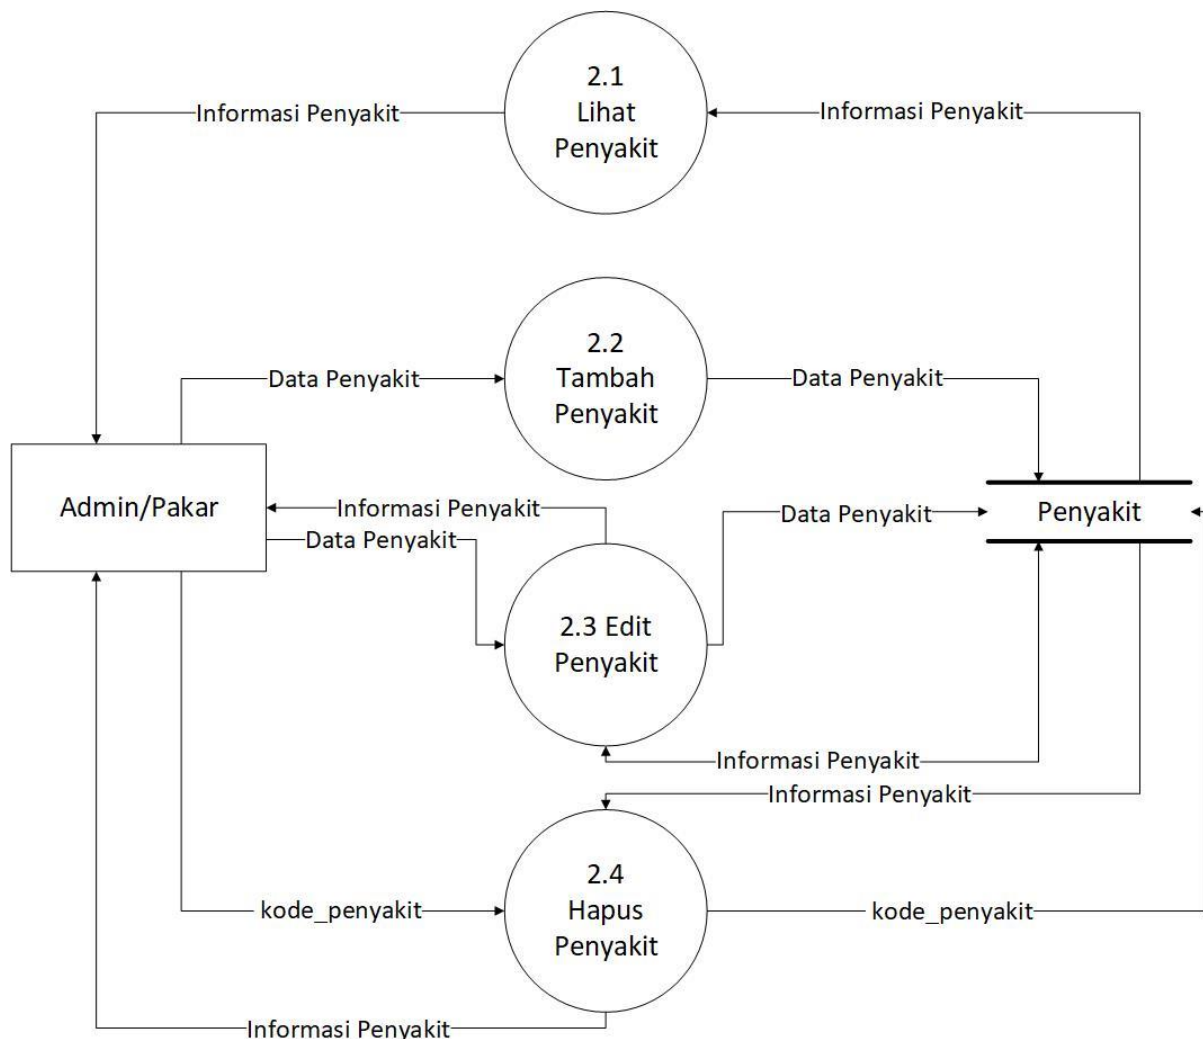 2.1
Lihat
Penyakit
Informasi Penyakit
Informasi Penyakit
2.2
Tambah
Penyakit
Data Penyakit
Data Penyakit
Admin/Pakar
Informasi Penyakit
Data Penyakit
Data Penyakit
Penyakit
2.3 Edit
Penyakit
Informasi Penyakit
Informasi Penyakit
2.4
Hapus
Penyakit
kode_penyakit
kode_penyakit
Informasi Penyakit